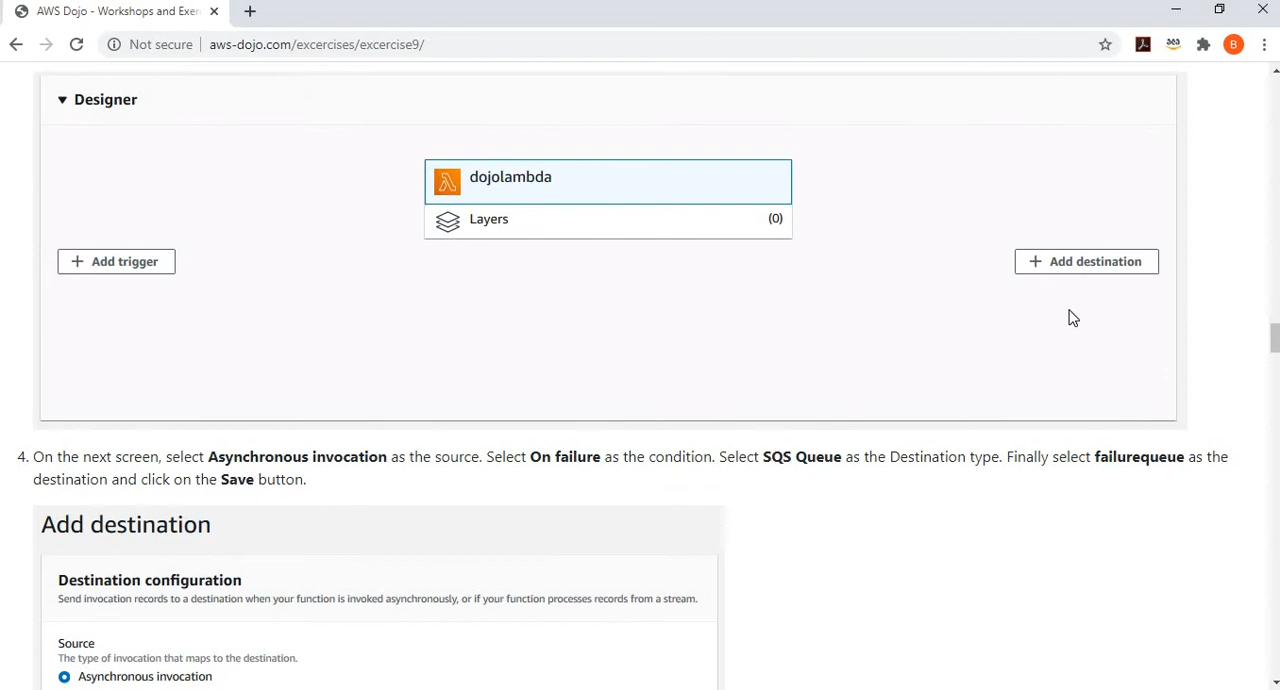 AWS Dojo - Workshops and Exer
Not secure
aws-dojo.com/excercises/excercise9/
B
Designer
dojolambda
Layers (0)
+ Add trigger
+ Add destination
4. On the next screen, select Asynchronous invocation as the source. Select On failure as the condition. Select SQS Queue as the Destination type. Finally select failurequeue as the
destination and click on the Save button.
Add destination
Destination configuration
Send invocation records to a destination when your function is invoked asynchronously, or if your function processes records from a stream.
Source
The type of invocation that maps to the destination.
Asynchronous invocation